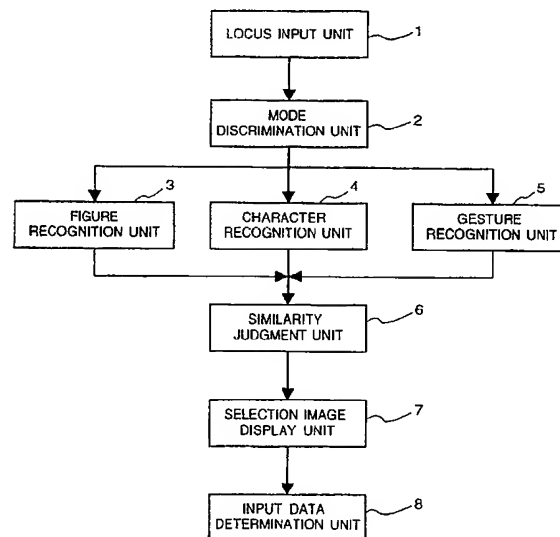 LOCUS INPUT UNIT
1
MODE
DISCRIMINATION UNIT
2
3
4
5
FIGURE
RECOGNITION UNIT
CHARACTER
RECOGNITION UNIT
GESTURE
RECOGNITION UNIT
SIMILARITY
JUDGMENT UNIT
6
SELECTION IMAGE
DISPLAY UNIT
7
INPUT DATA
DETERMINATION UNIT
8